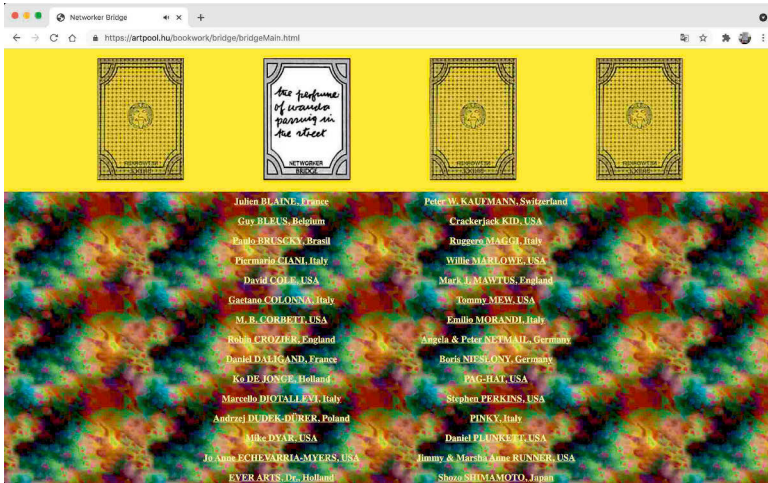 Networker Bridge
https://artpool.hu/bookwork/bridge/bridgeMain.html
the perfume
of wanda
passing in
the street
NETWORKER
BRIDGE
Julien BLAINE, France
Guy BLEUS, Belgium
Paulo BRUSCKY, Brasil
Piermario CIANI, Italy
David COLE, USA
Gaetano COLONNA, Italy
M. B. CORBETT, USA
Robin CROZIER, England
Daniel DALIGAND, France
Ko DE JONGE, Holland
Marcello DIOTALLEVI, Italy
Andrzej DUDEK-DÜRER, Poland
Mike DYAR, USA
Jo Anne ECHEVARRIA-MYERS, USA
EVER ARTS, Dr., Holland
Peter W. KAUFMANN, Switzerland
Crackerjack KID, USA
Ruggero MAGGI, Italy
Willie MARLOWE, USA
Mark J. MAWTUS, England
Tommy MEW, USA
Emilio MORANDI, Italy
Angela & Peter NETMAIL, Germany
Boris NIESLONY, Germany
PAG-HAT, USA
Stephen PERKINS, USA
PINKY, Italy
Daniel PLUNKETT, USA
Jimmy & Marsha Anne RUNNER, USA
Shozo SHIMAMOTO, Japan